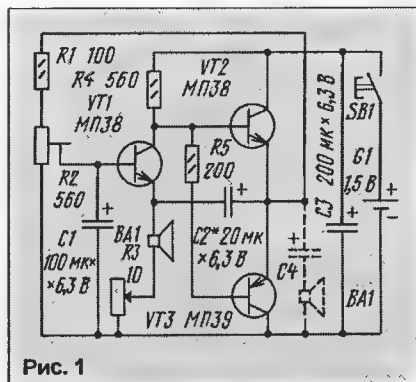 R1 100
R4 560
VT1
МП38
VT2
МП38
R2
560
C1
100 мк×
×6,3 В
BA1
R3
10
R5
200
C2* 20 мк
×6,3 В
VT3 МП39
C4
C3 200 мк × 6,3 В
SB1
G1
1,5 В
BA1
Рис. 1